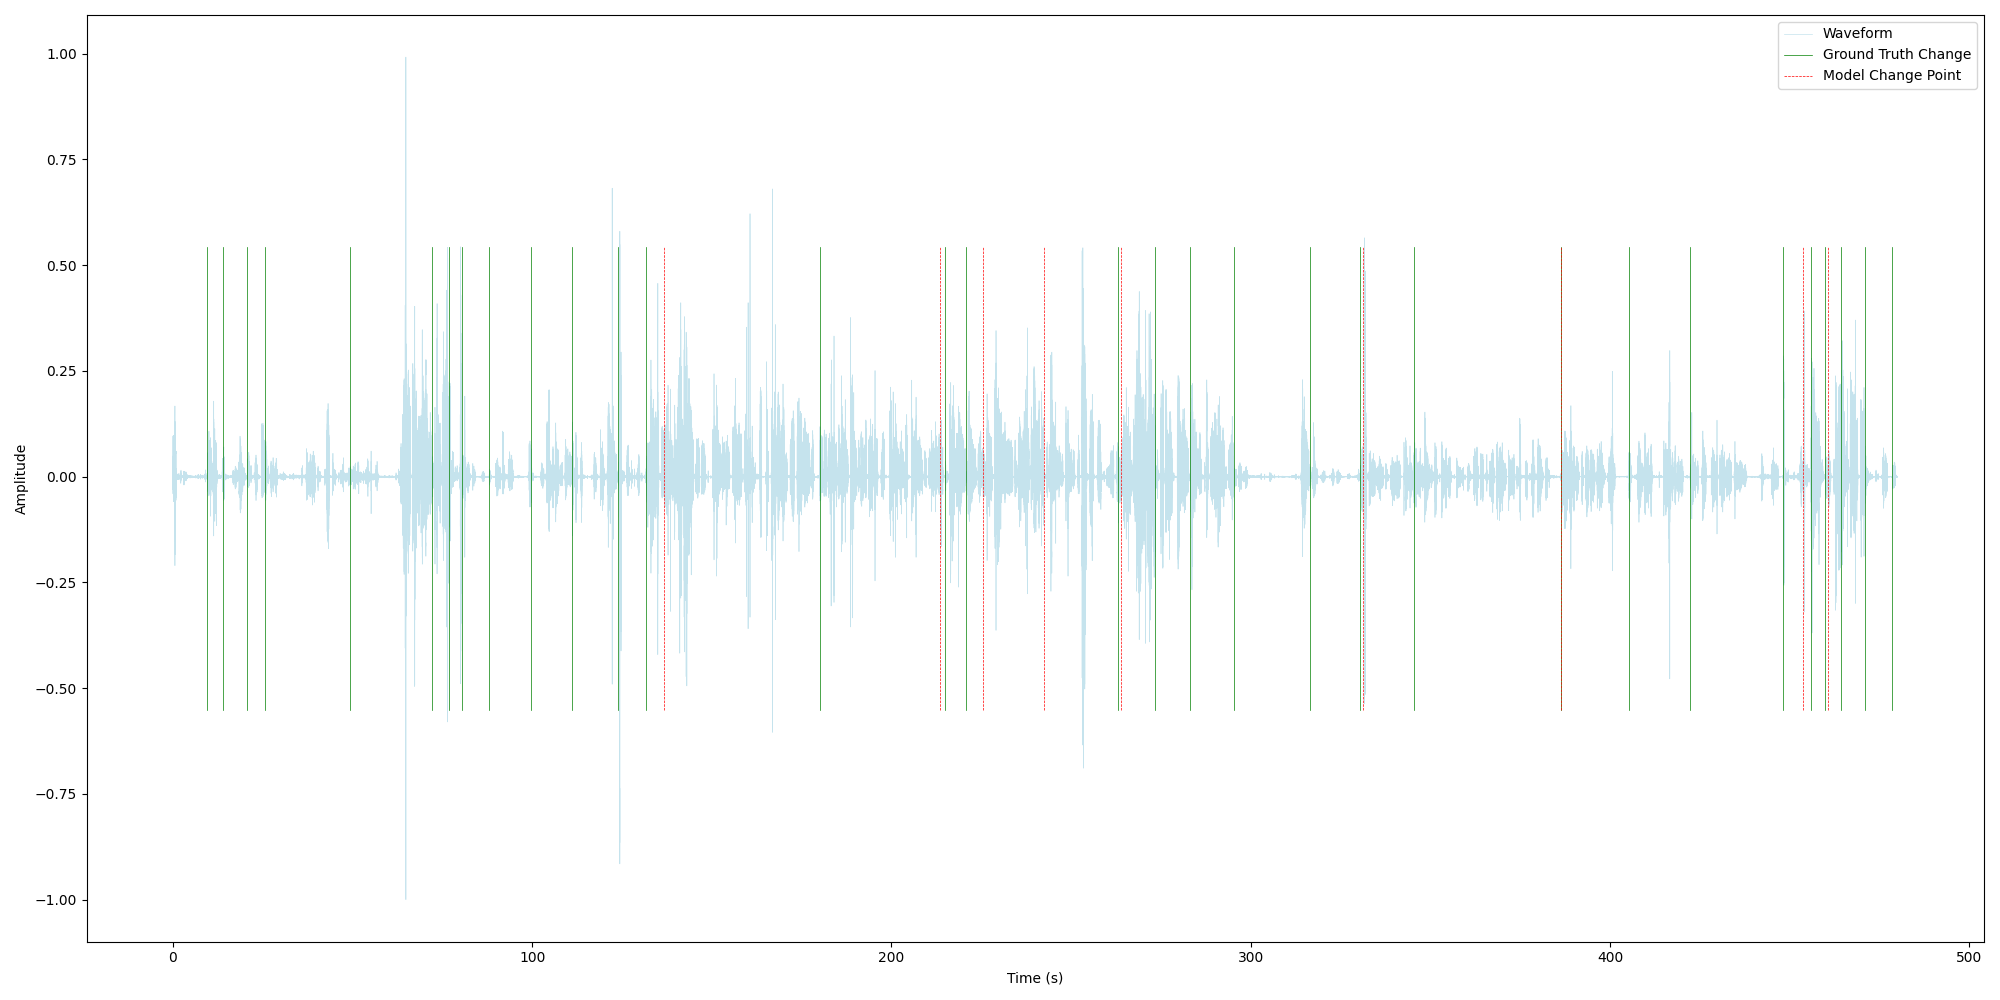 Waveform
Ground Truth Change
Model Change Point
1.00
0.75
0.50
0.25
0.00
−0.25
−0.50
−0.75
−1.00
Amplitude
0 100 200 300 400 500
Time (s)